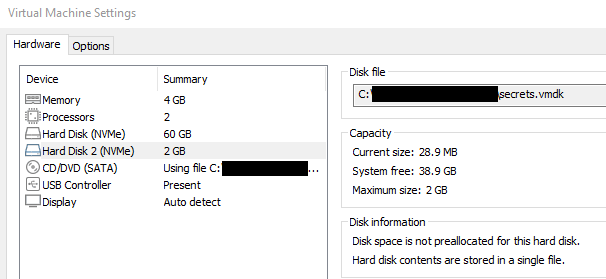 Virtual Machine Settings
Hardware Options
Device Summary
Memory 4 GB
Processors 2
Hard Disk (NVMe) 60 GB
Hard Disk 2 (NVMe) 2 GB
CD/DVD (SATA) Using file C: ...
USB Controller Present
Display Auto detect
Disk file
C:\ \secrets.vmdk
Capacity
Current size: 28.9 MB
System free: 38.9 GB
Maximum size: 2 GB
Disk information
Disk space is not preallocated for this hard disk.
Hard disk contents are stored in a single file.